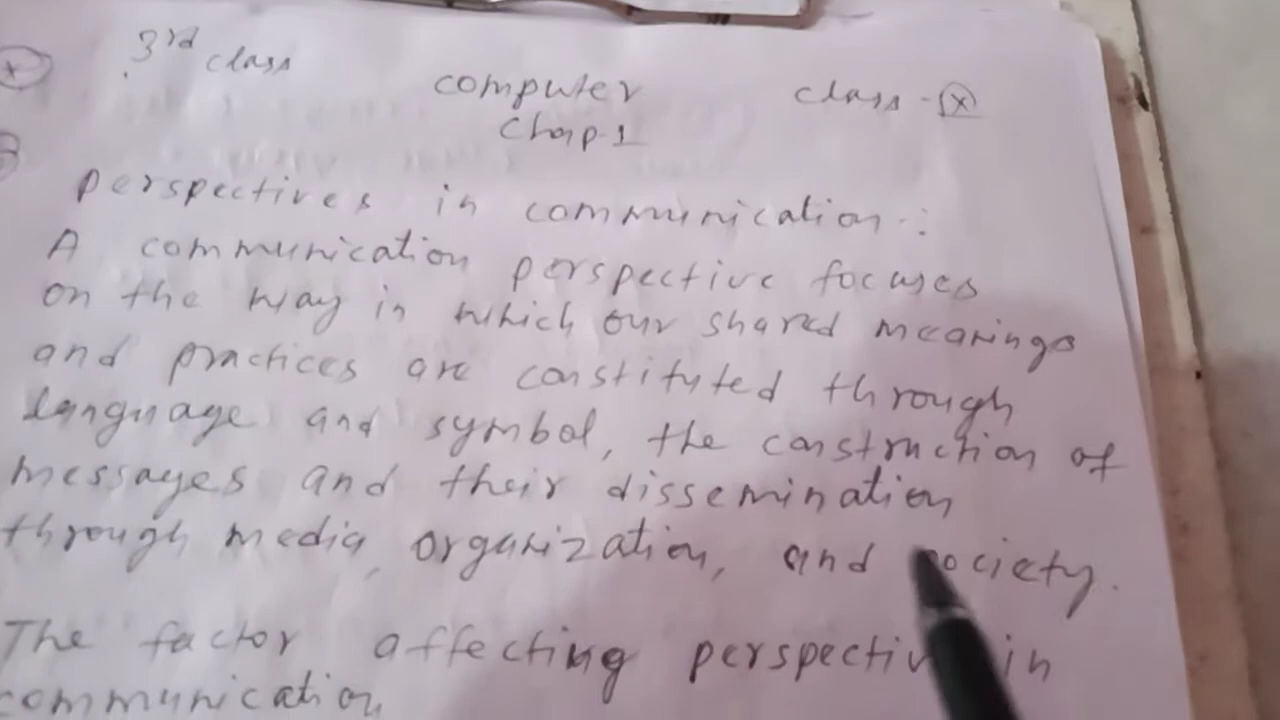 3rd class
computer
class - X
Chap-1
perspectives in communication :
A communication perspective focuses
on the way in which our shared meanings
and practices are constituted through
language and symbol, the construction of
messages and their dissemination
through media, organization, and society.
The factor affecting perspective in
communication